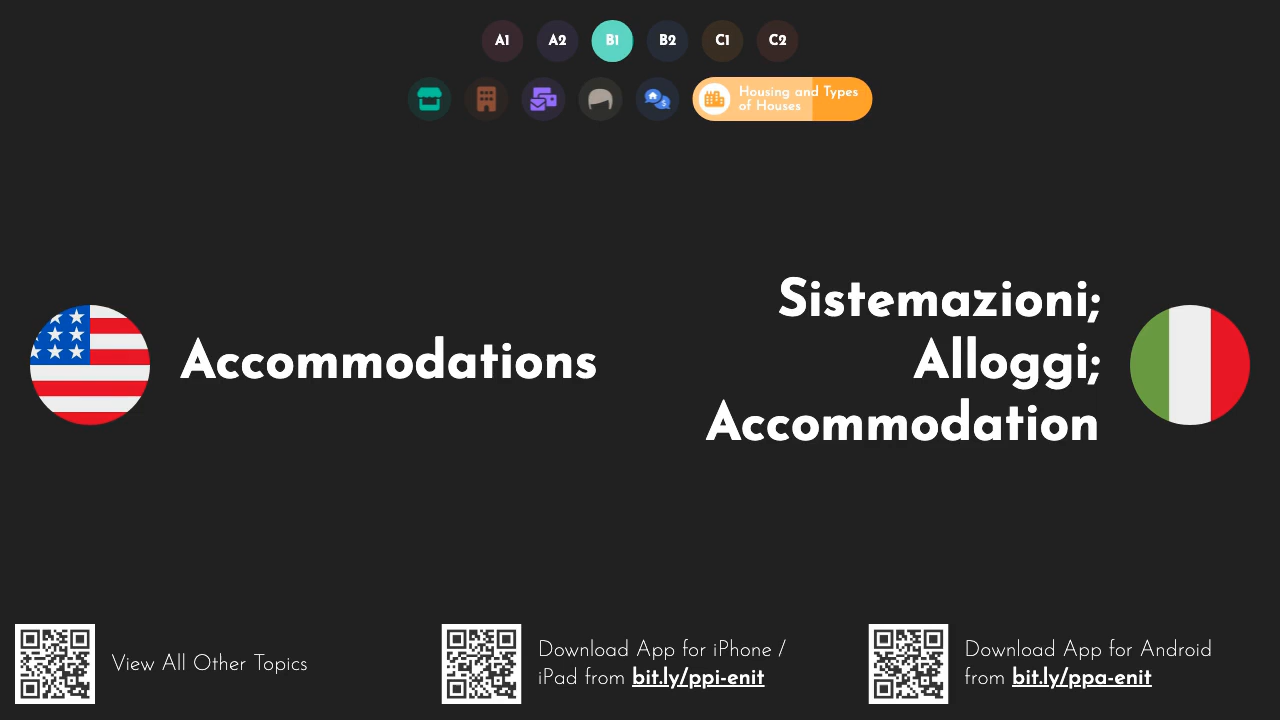 A1 A2 B1 B2 C1 C2
Housing and Types
of Houses
Accommodations
Sistemazioni;
Alloggi;
Accommodation
View All Other Topics
Download App for iPhone /
iPad from bit.ly/ppi-enit
Download App for Android
from bit.ly/ppa-enit